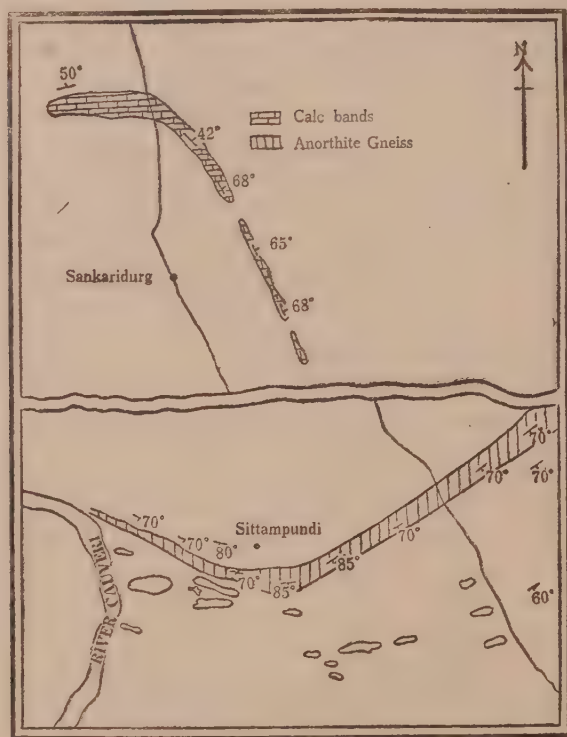 N
50°
Calc bands
42°
Anorthite Gneiss
68°
65°
Sankaridurg
68°
70°
70°
70°
70°
Sittampundi
70°
70°
80°
85°
70°
85°
60°
RIVER CAUVERI